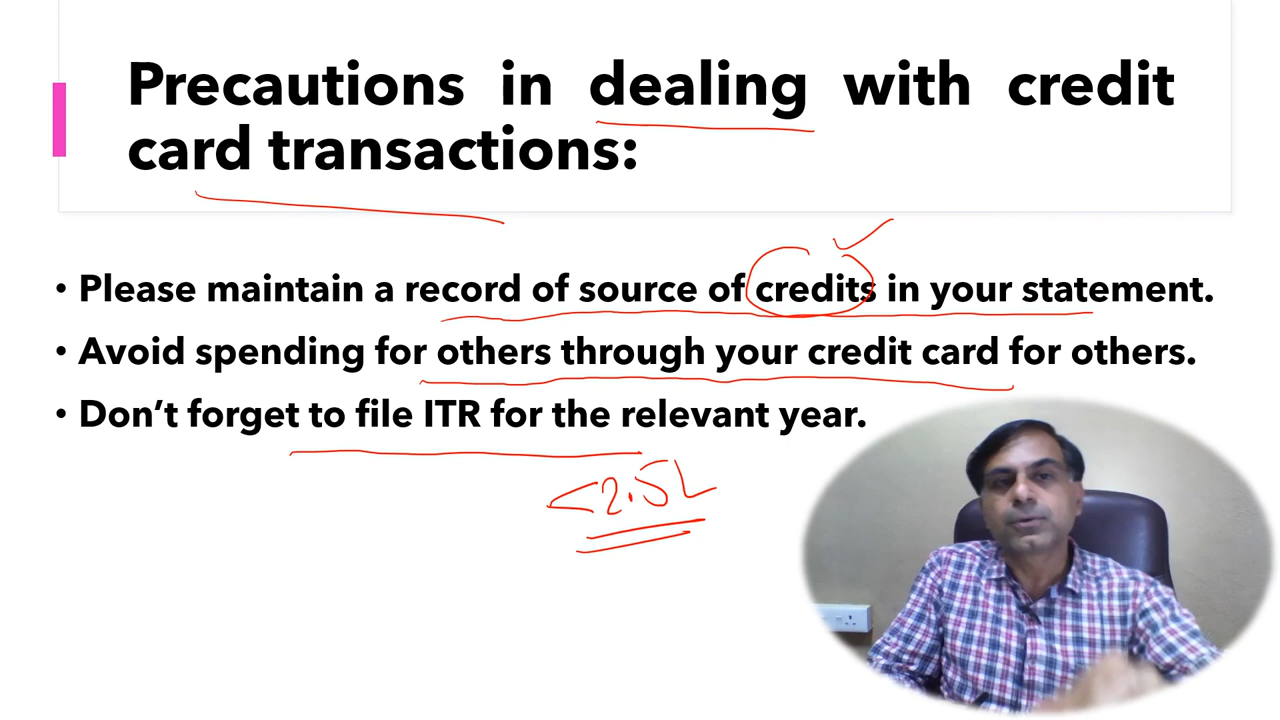 Precautions in dealing with credit
card transactions:
• Please maintain a record of source of credits in your statement.
• Avoid spending for others through your credit card for others.
• Don’t forget to file ITR for the relevant year.
<2.5L